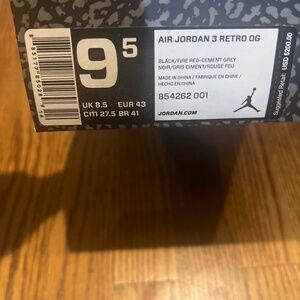 9 5
UK 8.5 EUR 43
cm 27.5 BR 41
AIR JORDAN 3 RETRO OG
BLACK/FIRE RED-CEMENT GREY
NOIR/GRIS CIMENT/ROUGE FEU
MADE IN CHINA / FABRIQUE EN CHINE /
HECHO EN CHINA
854262 001
JORDAN.COM
Suggested Retail:
USD $200.00